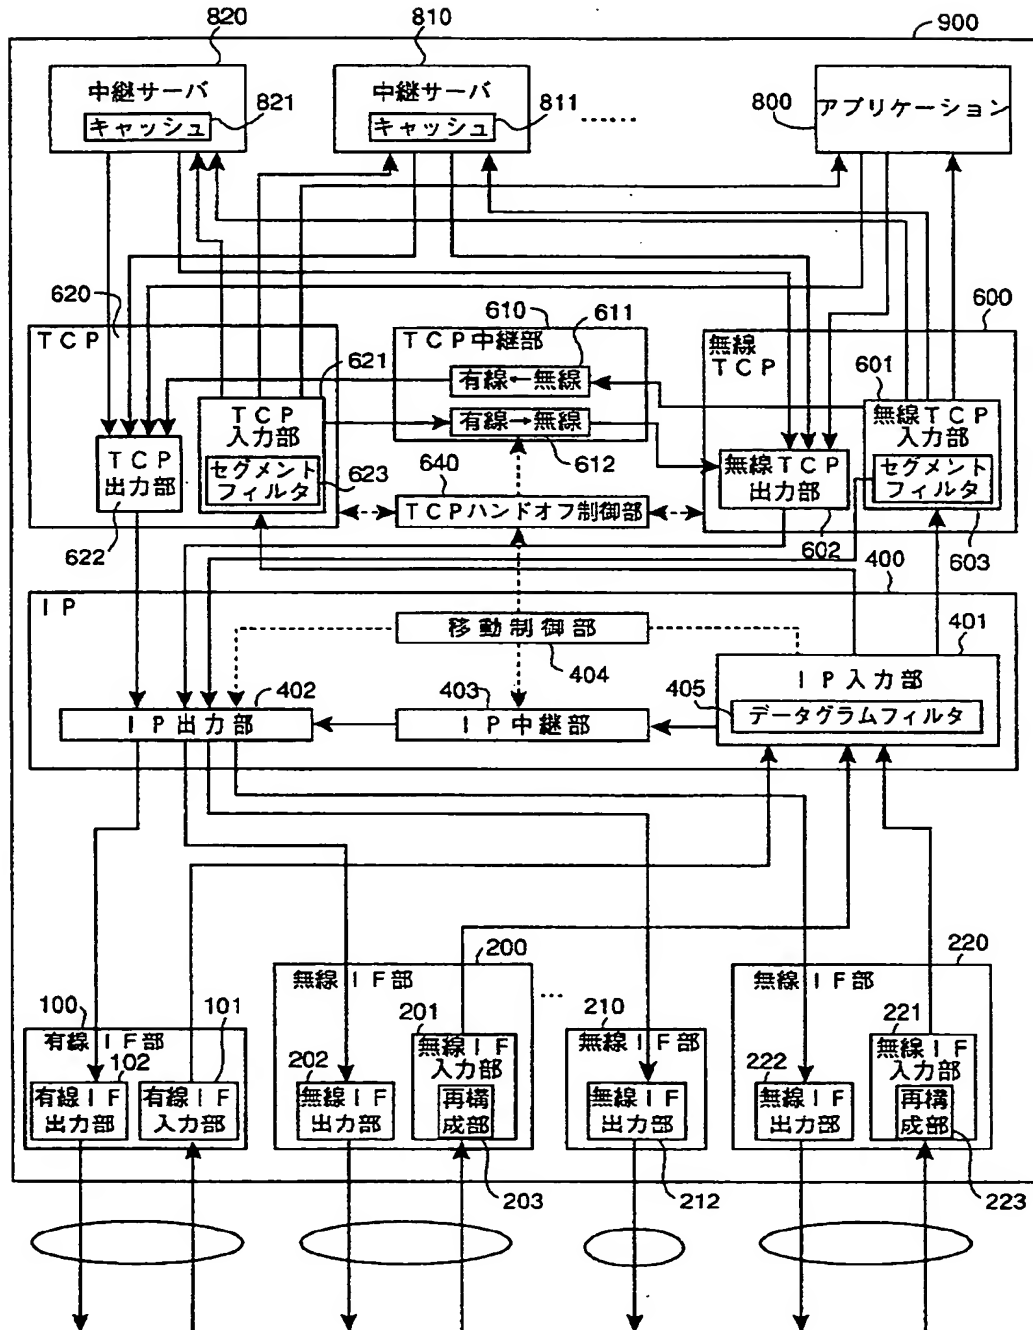 820
810
900
中継サーバ
821
キャッシュ
中継サーバ
811
キャッシュ
……
800
アプリケーション
620
TCP
621
TCP
入力部
セグメント
フィルタ
623
TCP
出力部
622
610
611
TCP中継部
有線←無線
有線→無線
612
640
TCPハンドオフ制御部
600
無線
TCP
601
無線TCP
入力部
セグメント
フィルタ
603
無線TCP
出力部
602
400
IP
移動制御部
404
401
IP入力部
405
データグラムフィルタ
402
IP出力部
403
IP中継部
100
有線IF部
101
102
有線IF
出力部
有線IF
入力部
200
無線IF部
201
無線IF
入力部
再構
成部
203
202
無線IF
出力部
…
210
無線IF部
無線IF
出力部
212
220
無線IF部
221
無線IF
入力部
再構
成部
223
222
無線IF
出力部